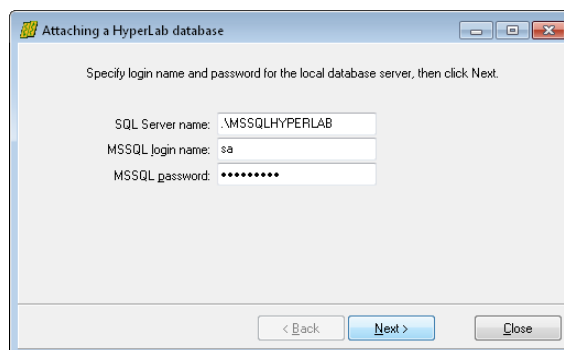 Attaching a HyperLab database
Specify login name and password for the local database server, then click Next.
SQL Server name: .\MSSQLHYPERLAB
MSSQL login name: sa
MSSQL password: •••••••••
< Back Next > Close